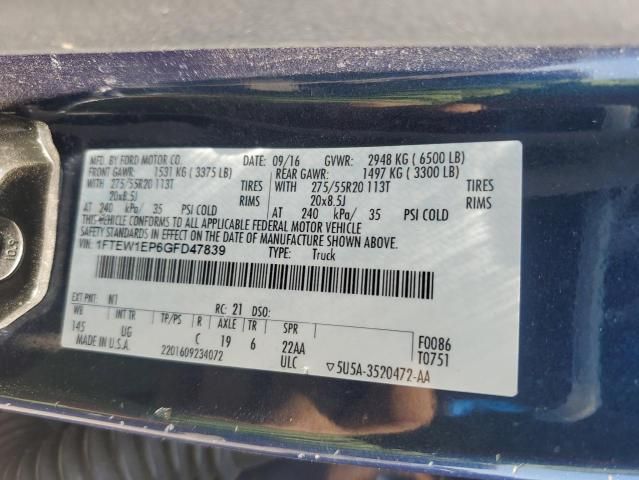 MFD. BY FORD MOTOR CO.
DATE: 09/16 GVWR: 2948 KG ( 6500 LB)
FRONT GAWR: 1531 KG ( 3375 LB) REAR GAWR: 1497 KG ( 3300 LB)
WITH 275/55R20 113T TIRES WITH 275/55R20 113T TIRES
20x8.5J RIMS 20x8.5J RIMS
AT 240 kPa/ 35 PSI COLD AT 240 kPa/ 35 PSI COLD
THIS VEHICLE CONFORMS TO ALL APPLICABLE FEDERAL MOTOR VEHICLE
SAFETY STANDARDS IN EFFECT ON THE DATE OF MANUFACTURE SHOWN ABOVE.
VIN: 1FTEW1EP6GFD47839 TYPE: Truck
EXT PNT: N1 RC: 21 DSO:
WB INT TR TP/PS R AXLE TR SPR
145 UG C 19 6 22AA F0086
MADE IN U.S.A. 2201609234072 ULC ▽5U5A-3520472-AA T0751